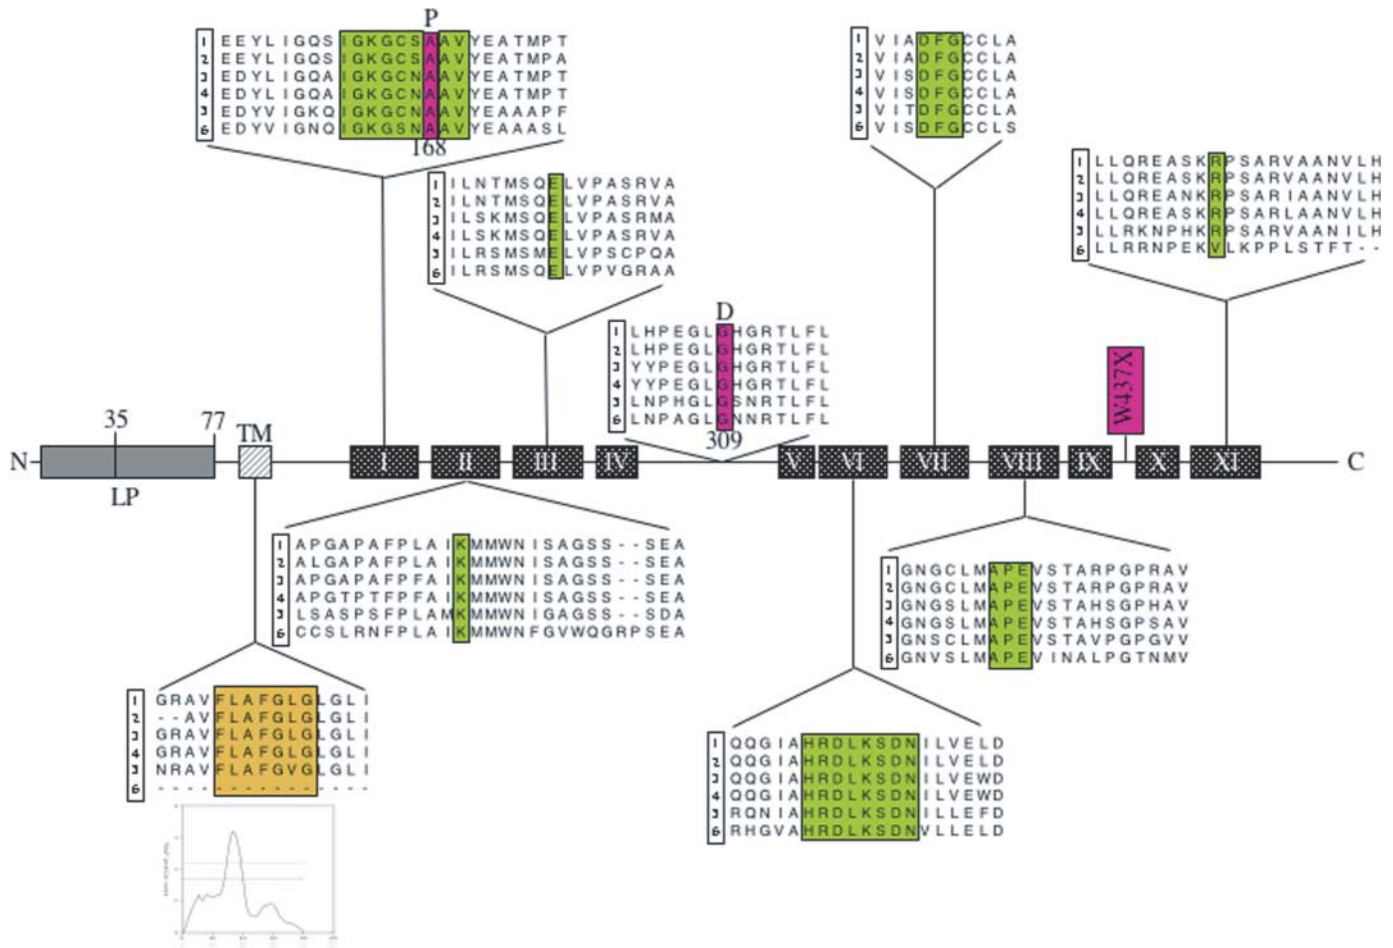 P
1 EEYLIGQSIGKGCSAAVYEATMPT
2 EEYLIGQSIGKGCSAAVYEATMPA
3 EDYLIGQAIGKGCNAAVYEATMPT
4 EDYLIGQAIGKGCNAAVYEATMPT
5 EDYVIGKQIGKGCNAAVYEAAAPF
6 EDYVIGNQIGKGSNAAVYEAAASL
168
1 VIADFGCCLA
2 VIADFGCCLA
3 VISDFGCCLA
4 VISDFGCCLA
5 VITDFGCCLA
6 VISDFGCCLS
1 LLQREASKRPSARVAANVLH
2 LLQREASKRPSARVAANVLH
3 LLQREANKRPSARIAANVLH
4 LLQREASKRPSARLAANVLH
5 LLRKNPHKRPSARVAANILH
6 LLRRNPEKVLKPPLSTFT--
1 ILNTMSQELVPASRVA
2 ILNTMSQELVPASRVA
3 ILSKMSQELVPASRMA
4 ILSKMSQELVPASRVA
5 ILRSMSMELVPSCPQA
6 ILRSMSQELVPVGRAA
D
1 LHPEGLGHGRTLFL
2 LHPEGLGHGRTLFL
3 YYPEGLGHGRTLFL
4 YYPEGLGHGRTLFL
5 LNPHGLGSNRTLFL
6 LNPAGLGNNRTLFL
309
W437X
35 77 TM
N I II III IV V VI VII VIII IX X XI C
LP
1 APGAPAFPLAIKMMWNISAGSS--SEA
2 ALGAPAFPLAIKMMWNISAGSS--SEA
3 APGAPAFPFAIKMMWNISAGSS--SEA
4 APGTPTFPFAIKMMWNISAGSS--SEA
5 LSASPSFPLAMKMMWNIGAGSS--SDA
6 CCSLRNFPLAIKMMWNFGVWQGRPSEA
1 GNGCLMAPEVSTARPGPRAV
2 GNGCLMAPEVSTARPGPRAV
3 GNGSLMAPEVSTAHSGPHAV
4 GNGSLMAPEVSTAHSGPSAV
5 GNSCLMAPEVSTAVPGPGVV
6 GNVSLMAPEVINALPGTNMV
1 GRAVFLAFGLGLGLI
2 --AVFLAFGLGLGLI
3 GRAVFLAFGLGLGLI
4 GRAVFLAFGLGLGLI
5 NRAVFLAFGVGLGLI
6 ---------------
1 QQGIAHRDLKSDNILVELD
2 QQGIAHRDLKSDNILVELD
3 QQGIAHRDLKSDNILVEWD
4 QQGIAHRDLKSDNILVEWD
5 RQNIAHRDLKSDNILLEFD
6 RHGVAHRDLKSDNVLLELD